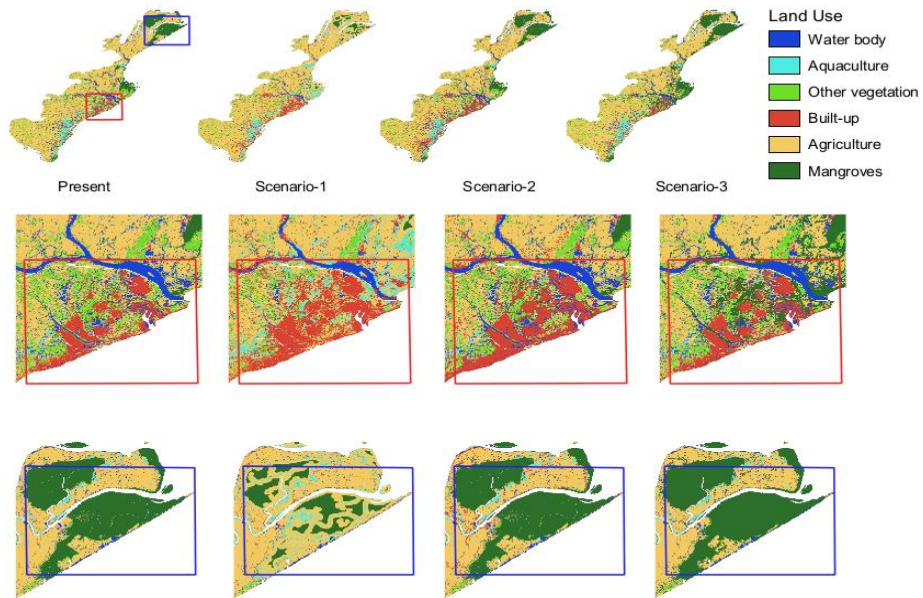 Land Use
Water body
Aquaculture
Other vegetation
Built-up
Agriculture
Mangroves
Present
Scenario-1
Scenario-2
Scenario-3